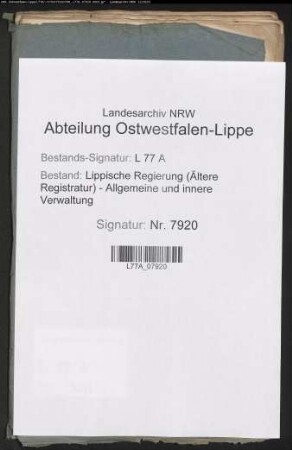 Landesarchiv NRW
Abteilung Ostwestfalen-Lippe
Bestands-Signatur: L 77 A
Bestand: Lippische Regierung (Ältere
Registratur) - Allgemeine und innere
Verwaltung
Signatur: Nr. 7920
L77A_07920